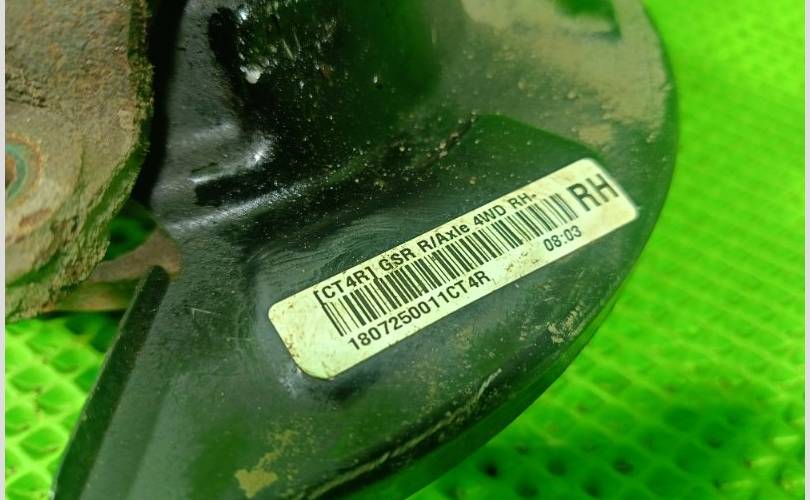 [CT4R] GSR R/Axle 4WD RH.
RH
08:03
1807250011CT4R